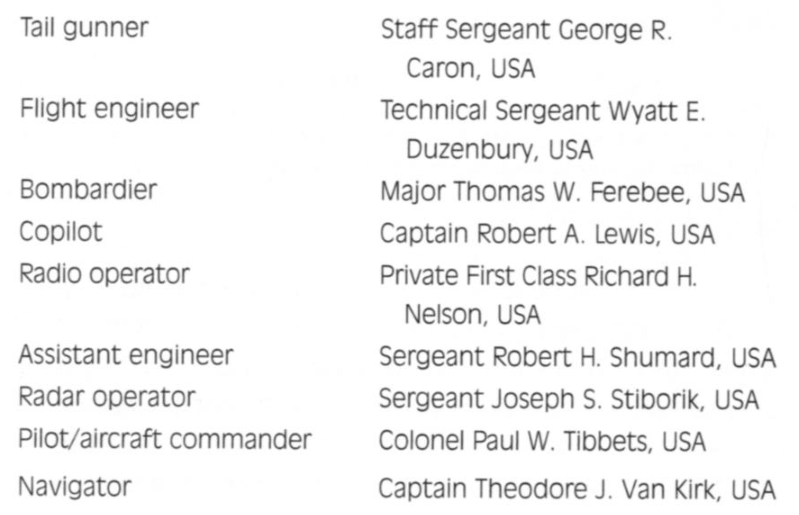 Tail gunner Staff Sergeant George R.
Caron, USA
Flight engineer Technical Sergeant Wyatt E.
Duzenbury, USA
Bombardier Major Thomas W. Ferebee, USA
Copilot Captain Robert A. Lewis, USA
Radio operator Private First Class Richard H.
Nelson, USA
Assistant engineer Sergeant Robert H. Shumard, USA
Radar operator Sergeant Joseph S. Stiborik, USA
Pilot/aircraft commander Colonel Paul W. Tibbets, USA
Navigator Captain Theodore J. Van Kirk, USA